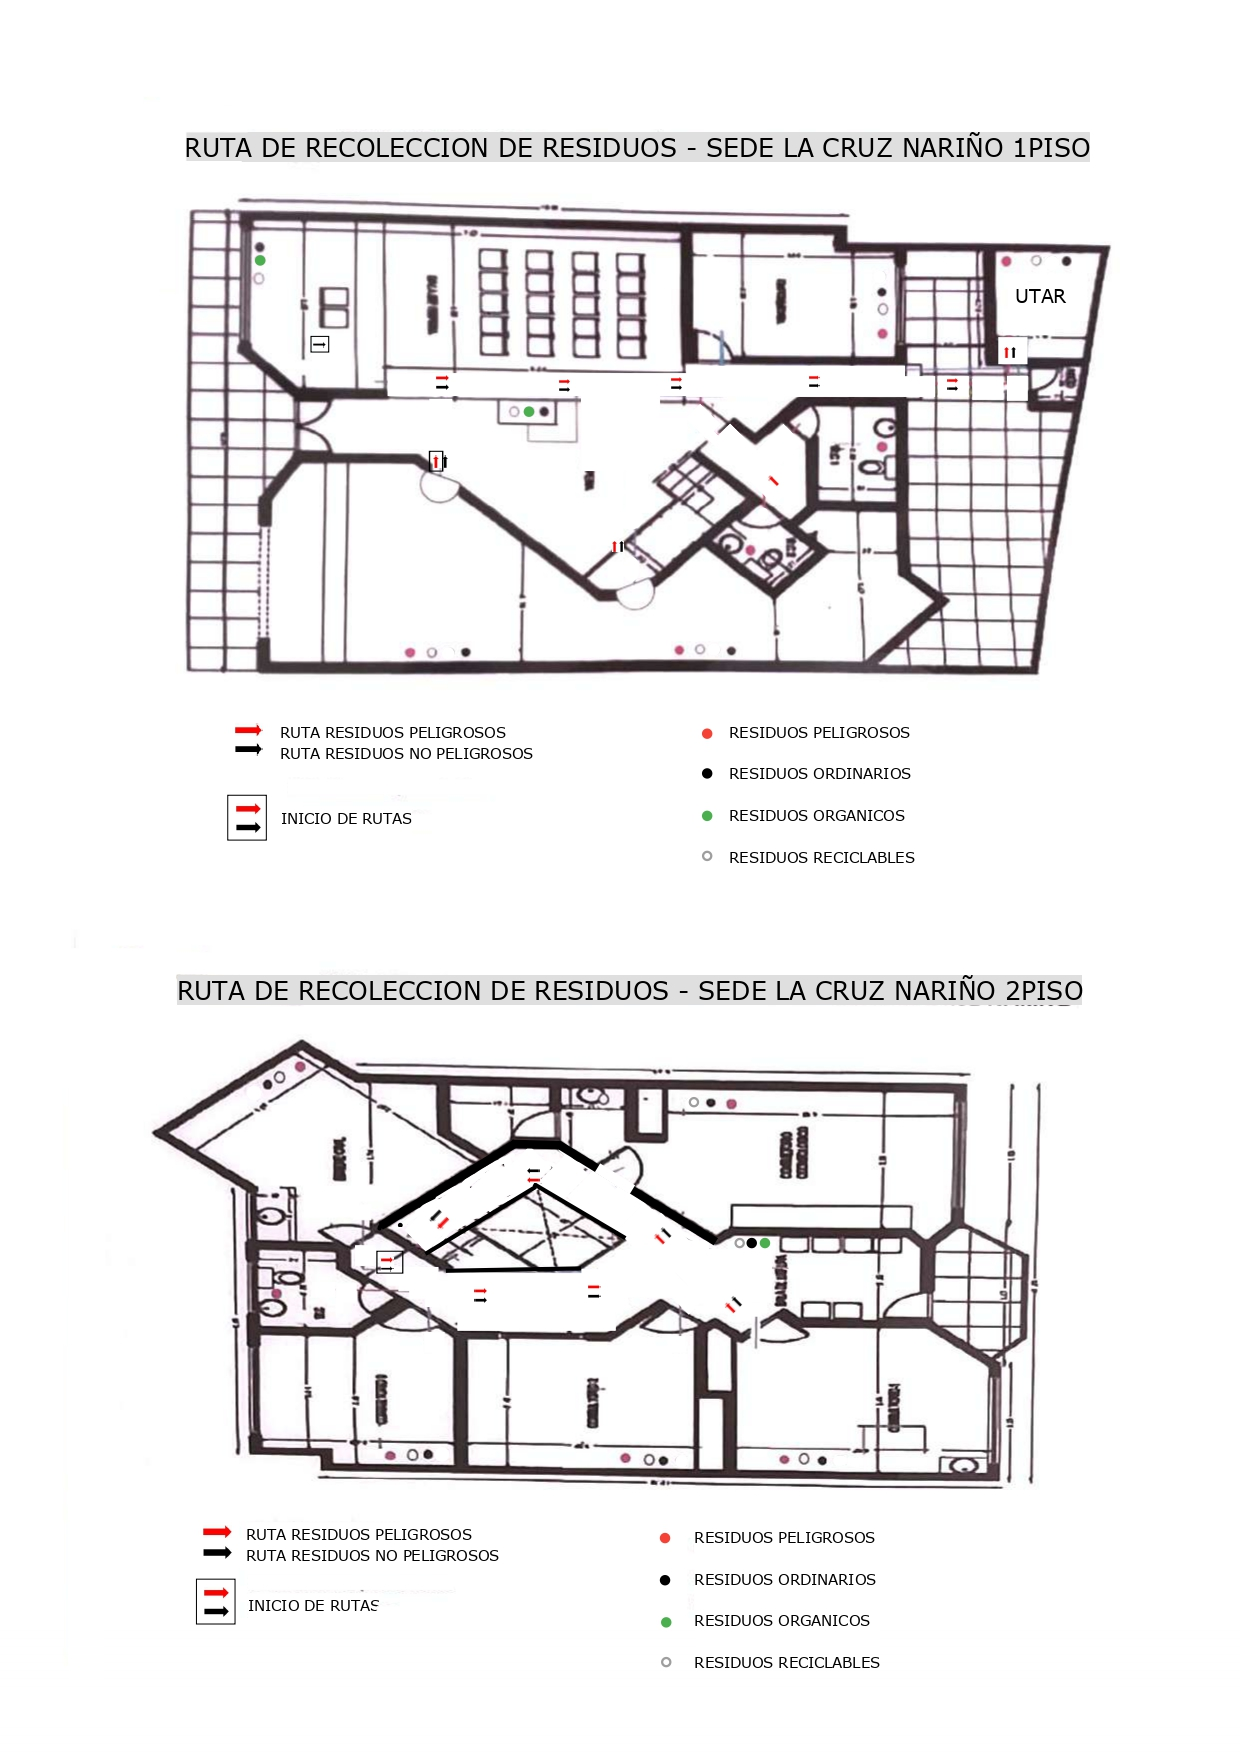 RUTA DE RECOLECCION DE RESIDUOS - SEDE LA CRUZ NARIÑO 1PISO
UTAR
RUTA RESIDUOS PELIGROSOS
RUTA RESIDUOS NO PELIGROSOS
INICIO DE RUTAS
RESIDUOS PELIGROSOS
RESIDUOS ORDINARIOS
RESIDUOS ORGANICOS
RESIDUOS RECICLABLES
RUTA DE RECOLECCION DE RESIDUOS - SEDE LA CRUZ NARIÑO 2PISO
RUTA RESIDUOS PELIGROSOS
RUTA RESIDUOS NO PELIGROSOS
INICIO DE RUTAS
RESIDUOS PELIGROSOS
RESIDUOS ORDINARIOS
RESIDUOS ORGANICOS
RESIDUOS RECICLABLES